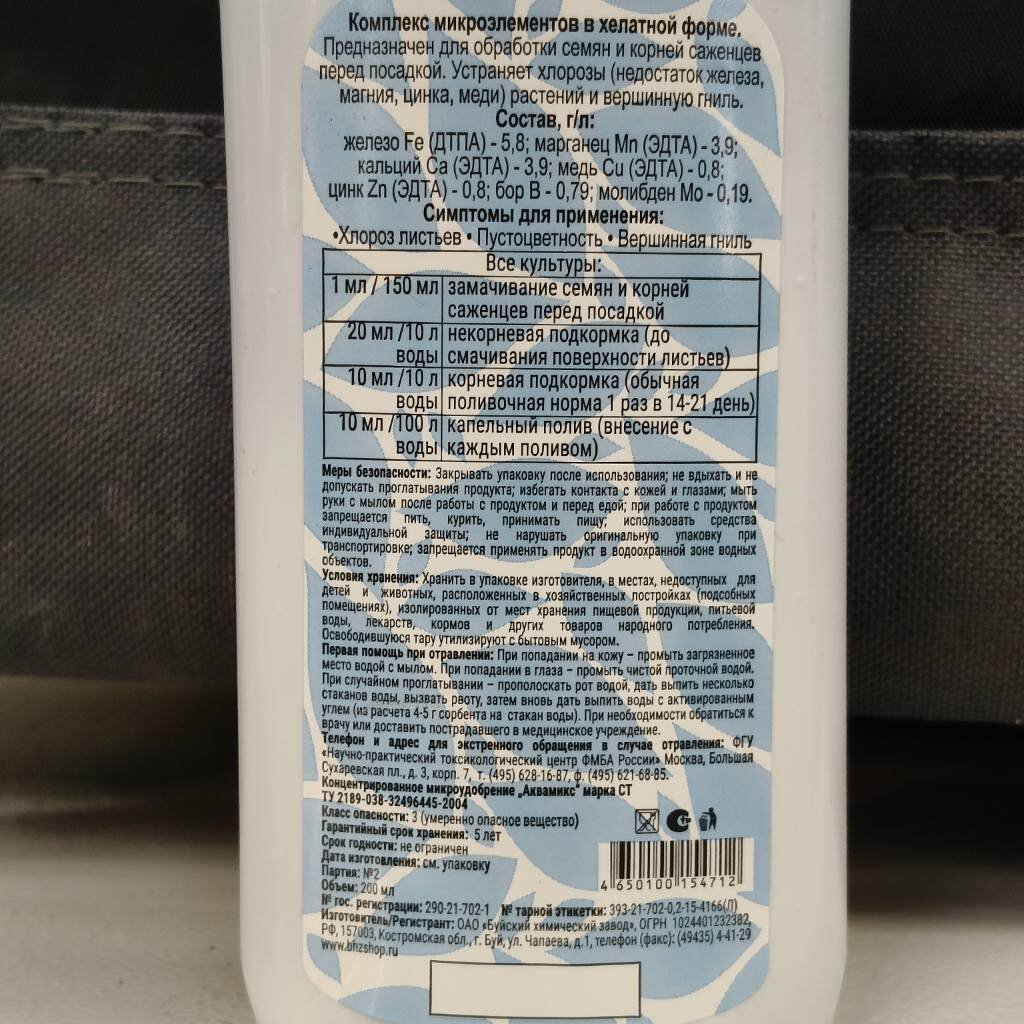 Комплекс микроэлементов в хелатной форме.
Предназначен для обработки семян и корней саженцев
перед посадкой. Устраняет хлорозы (недостаток железа,
магния, цинка, меди) растений и вершинную гниль.
Состав, г/л:
железо Fe (ДТПА) - 5,8; марганец Mn (ЭДТА) - 3,9;
кальций Ca (ЭДТА) - 3,9; медь Cu (ЭДТА) - 0,8;
цинк Zn (ЭДТА) - 0,8; бор В - 0,79; молибден Мо - 0,19.
Симптомы для применения:
•Хлороз листьев • Пустоцветность • Вершинная гниль
Все культуры:
1 мл / 150 мл замачивание семян и корней
саженцев перед посадкой
20 мл /10 л некорневая подкормка (до
воды смачивания поверхности листьев)
10 мл /10 л корневая подкормка (обычная
воды поливочная норма 1 раз в 14-21 день)
10 мл /100 л капельный полив (внесение с
воды каждым поливом)
Меры безопасности: Закрывать упаковку после использования; не вдыхать и не
допускать проглатывания продукта; избегать контакта с кожей и глазами; мыть
руки с мылом после работы с продуктом и перед едой; при работе с продуктом
запрещается пить, курить, принимать пищу; использовать средства
индивидуальной защиты; не нарушать оригинальную упаковку при
транспортировке; запрещается применять продукт в водоохранной зоне водных
объектов.
Условия хранения: Хранить в упаковке изготовителя, в местах, недоступных для
детей и животных, расположенных в хозяйственных постройках (подсобных
помещениях), изолированных от мест хранения пищевой продукции, питьевой
воды, лекарств, кормов и других товаров народного потребления.
Освободившуюся тару утилизируют с бытовым мусором.
Первая помощь при отравлении: При попадании на кожу – промыть загрязненное
место водой с мылом. При попадании в глаза – промыть чистой проточной водой.
При случайном проглатывании – прополоскать рот водой, дать выпить несколько
стаканов воды, вызвать рвоту, затем вновь дать выпить воды с активированным
углем (из расчета 4-5 г сорбента на стакан воды). При необходимости обратиться к
врачу или доставить пострадавшего в медицинское учреждение.
Телефон и адрес для экстренного обращения в случае отравления: ФГУ
«Научно-практический токсикологический центр ФМБА России» Москва, Большая
Сухаревская пл., д. 3, корп. 7, т. (495) 628-16-87, ф. (495) 621-68-85.
Концентрированное микроудобрение „Аквамикс“ марка СТ
ТУ 2189-038-32496445-2004
Класс опасности: 3 (умеренно опасное вещество)
Гарантийный срок хранения: 5 лет
Срок годности: не ограничен
Дата изготовления: см. упаковку
Партия: №2
Объем: 200 мл
4 650100 154712
№ гос. регистрации: 290-21-702-1 № тарной этикетки: 393-21-702-0,2-15-4166(Л)
Изготовитель/Регистрант: ОАО «Буйский химический завод», ОГРН 1024401232382,
РФ, 157003, Костромская обл., г. Буй, ул. Чапаева, д.1, телефон (факс): (49435) 4-41-29
www.bhzshop.ru